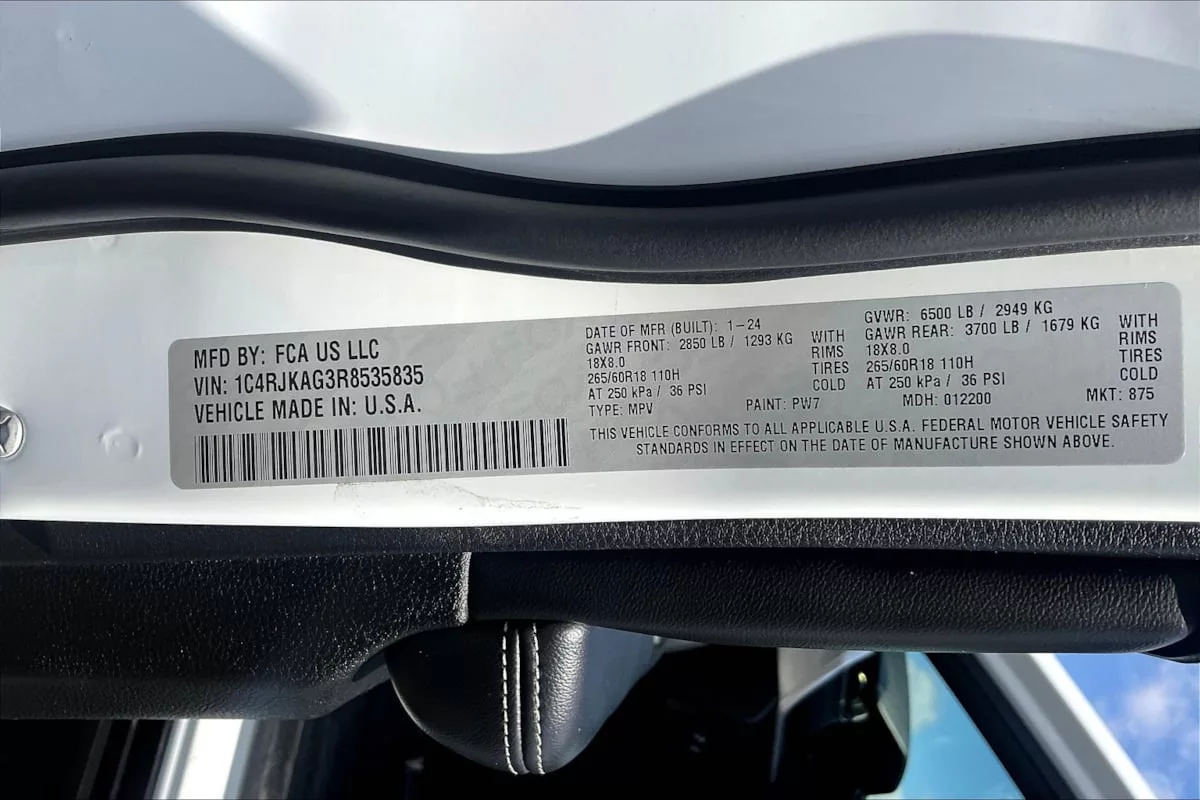 MFD BY: FCA US LLC
VIN: 1C4RJKAG3R8535835
VEHICLE MADE IN: U.S.A.
DATE OF MFR (BUILT): 1-24
GAWR FRONT: 2850 LB / 1293 KG WITH
18X8.0 RIMS
265/60R18 110H TIRES
AT 250 kPa / 36 PSI COLD
TYPE: MPV PAINT: PW7
GVWR: 6500 LB / 2949 KG
GAWR REAR: 3700 LB / 1679 KG WITH
18X8.0 RIMS
265/60R18 110H TIRES
AT 250 kPa / 36 PSI COLD
MDH: 012200 MKT: 875
THIS VEHICLE CONFORMS TO ALL APPLICABLE U.S.A. FEDERAL MOTOR VEHICLE SAFETY
STANDARDS IN EFFECT ON THE DATE OF MANUFACTURE SHOWN ABOVE.